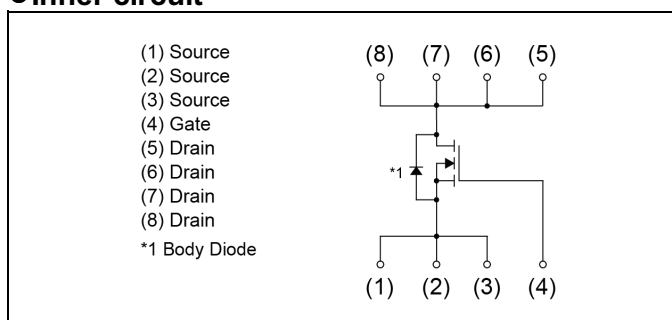 Inner circuit
(1) Source
(2) Source
(3) Source
(4) Gate
(5) Drain
(6) Drain
(7) Drain
(8) Drain
*1 Body Diode
(8) (7) (6) (5)
*1
(1) (2) (3) (4)